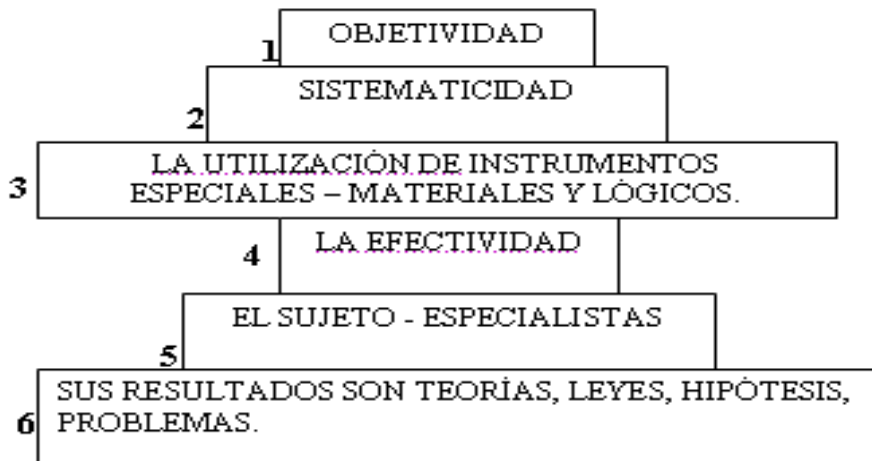 1 OBJETIVIDAD
2 SISTEMATICIDAD
3 LA UTILIZACIÓN DE INSTRUMENTOS
ESPECIALES – MATERIALES Y LÓGICOS.
4 LA EFECTIVIDAD
5 EL SUJETO - ESPECIALISTAS
6 SUS RESULTADOS SON TEORÍAS, LEYES, HIPÓTESIS,
PROBLEMAS.